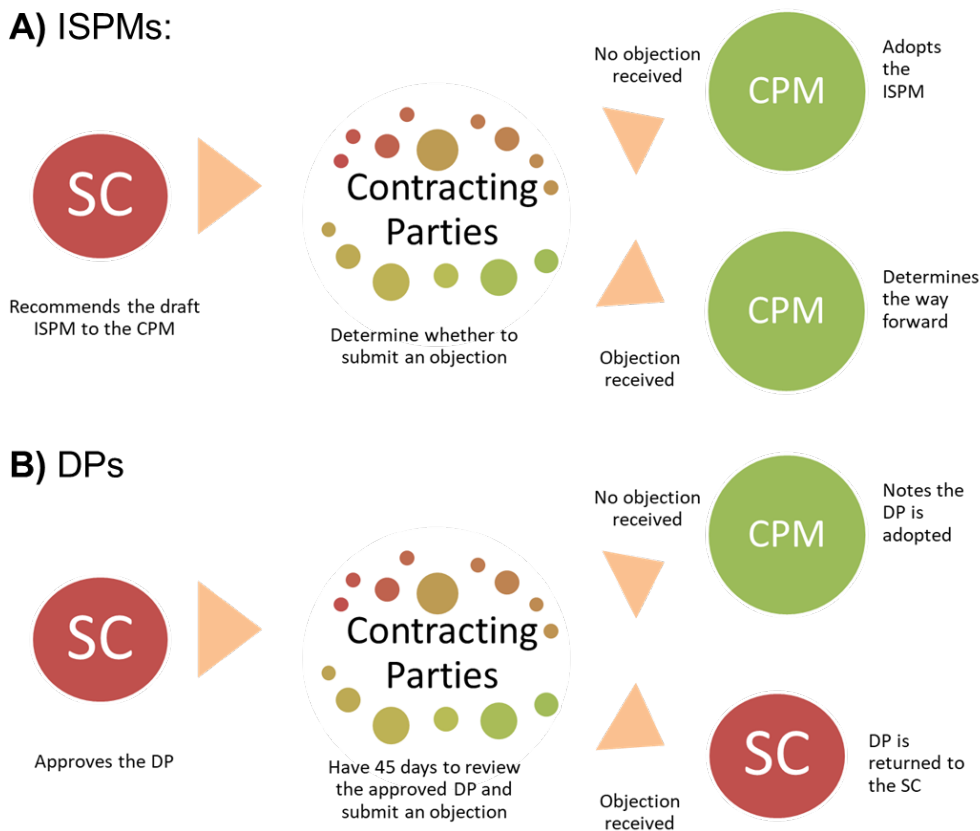 A) ISPMs:
SC
Recommends the draft
ISPM to the CPM
Contracting
Parties
Determine whether to
submit an objection
No objection
received
CPM
Adopts
the
ISPM
Objection
received
CPM
Determines
the way
forward
B) DPs
SC
Approves the DP
Contracting
Parties
Have 45 days to review
the approved DP and
submit an objection
No objection
received
CPM
Notes the
DP is
adopted
Objection
received
SC
DP is
returned to
the SC